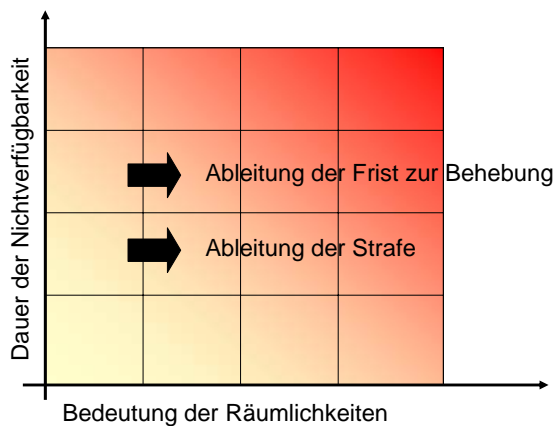 Dauer der Nichtverfügbarkeit
Ableitung der Frist zur Behebung
Ableitung der Strafe
Bedeutung der Räumlichkeiten